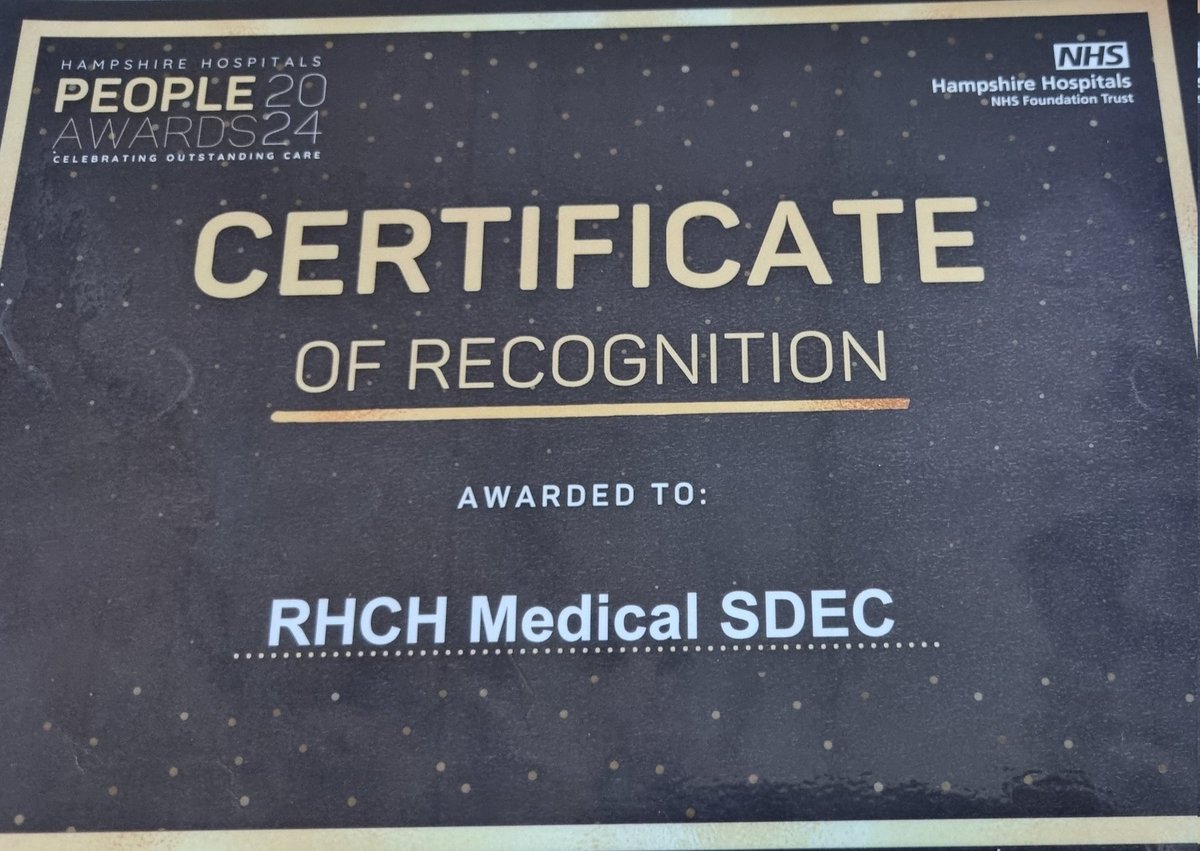 HAMPSHIRE HOSPITALS
PEOPLE 20
AWARDS 24
CELEBRATING OUTSTANDING CARE
NHS
Hampshire Hospitals
NHS Foundation Trust
CERTIFICATE
OF RECOGNITION
AWARDED TO:
RHCH Medical SDEC